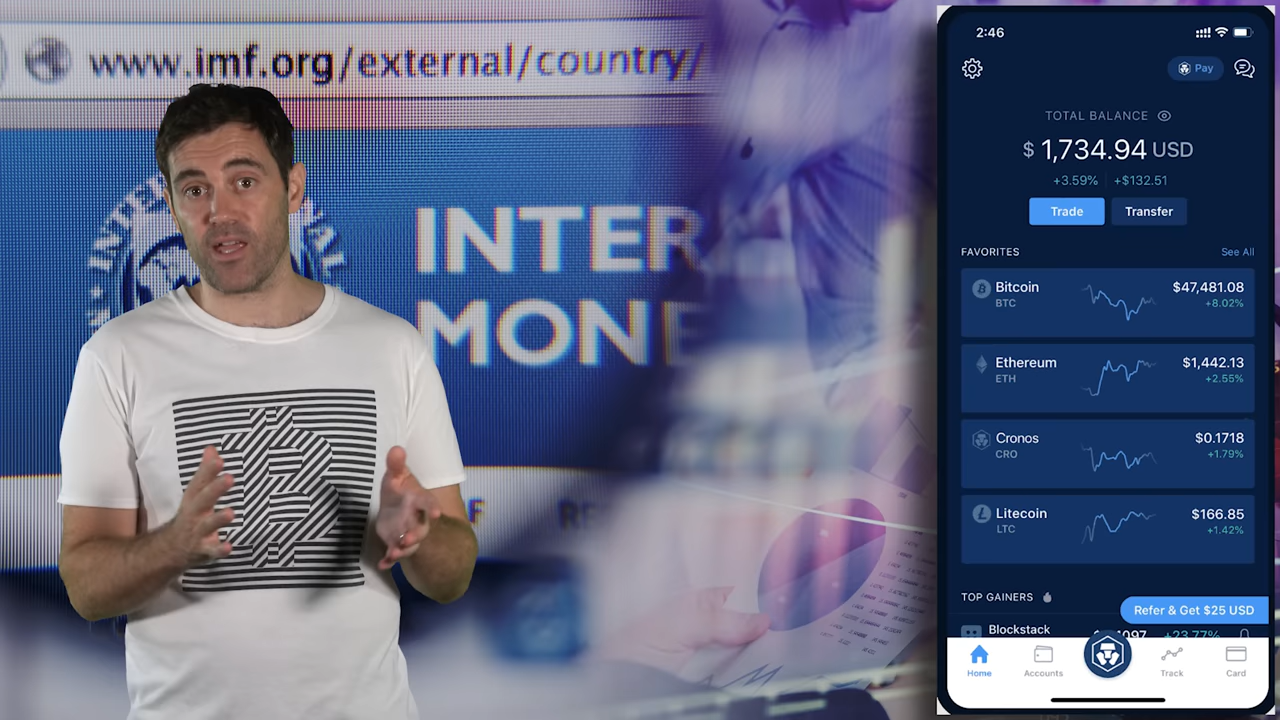 www.imf.org/external/country/
INTER
MONE
2:46
Pay
TOTAL BALANCE
$ 1,734.94 USD
+3.59% +$132.51
Trade Transfer
FAVORITES See All
Bitcoin $47,481.08
BTC +8.02%
Ethereum $1,442.13
ETH +2.55%
Cronos $0.1718
CRO +1.79%
Litecoin $166.85
LTC +1.42%
TOP GAINERS
Refer & Get $25 USD
Blockstack +23.77%
Home Accounts Track Card